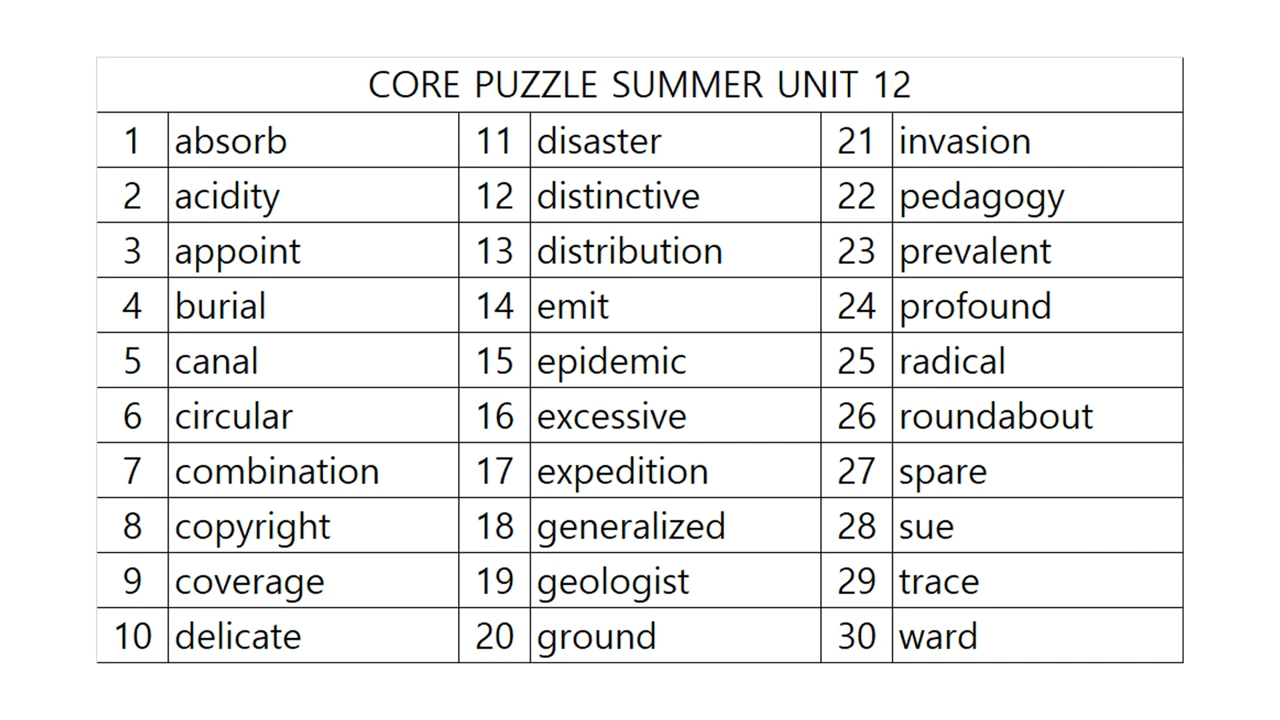 CORE PUZZLE SUMMER UNIT 12
1 absorb 11 disaster 21 invasion
2 acidity 12 distinctive 22 pedagogy
3 appoint 13 distribution 23 prevalent
4 burial 14 emit 24 profound
5 canal 15 epidemic 25 radical
6 circular 16 excessive 26 roundabout
7 combination 17 expedition 27 spare
8 copyright 18 generalized 28 sue
9 coverage 19 geologist 29 trace
10 delicate 20 ground 30 ward